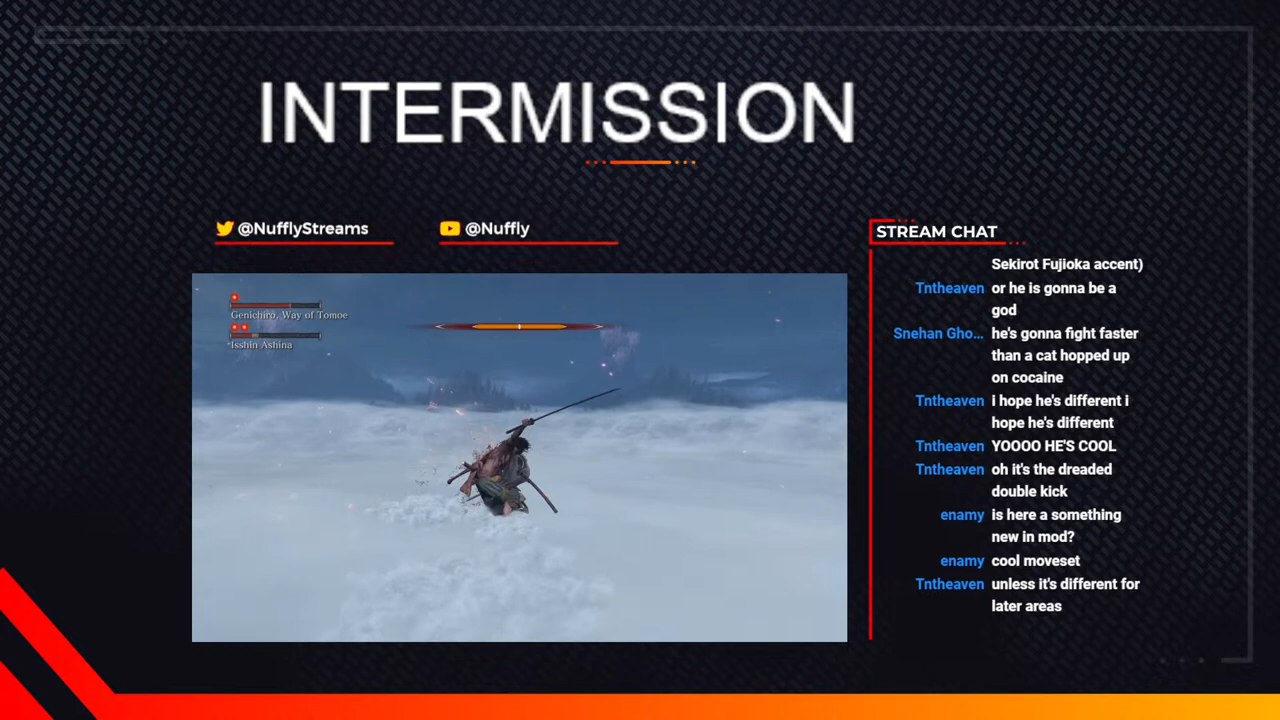 INTERMISSION
@NufflyStreams
@Nuffly
STREAM CHAT
Genichiro, Way of Tomoe
Isshin Ashina
Sekirot Fujioka accent)
Tntheaven or he is gonna be a
god
Snehan Gho... he's gonna fight faster
than a cat hopped up
on cocaine
Tntheaven i hope he's different i
hope he's different
Tntheaven YOOOO HE'S COOL
Tntheaven oh it's the dreaded
double kick
enamy is here a something
new in mod?
enamy cool moveset
Tntheaven unless it's different for
later areas